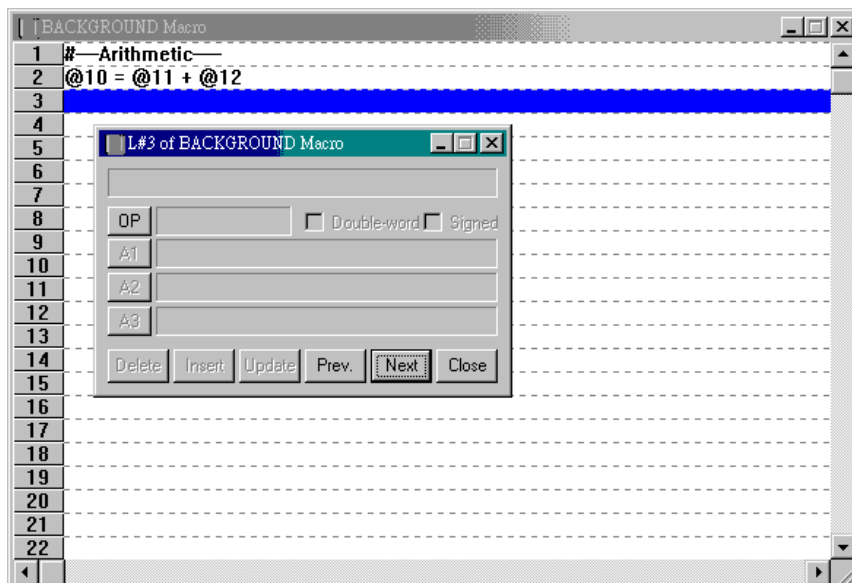 BACKGROUND Macro
1 #—Arithmetic—
2 @10 = @11 + @12
3
4
L#3 of BACKGROUND Macro
5
6
7
8
OP Double-word Signed
9
A1
10
11
A2
12
13
A3
14
Delete Insert Update Prev. Next Close
15
16
17
18
19
20
21
22